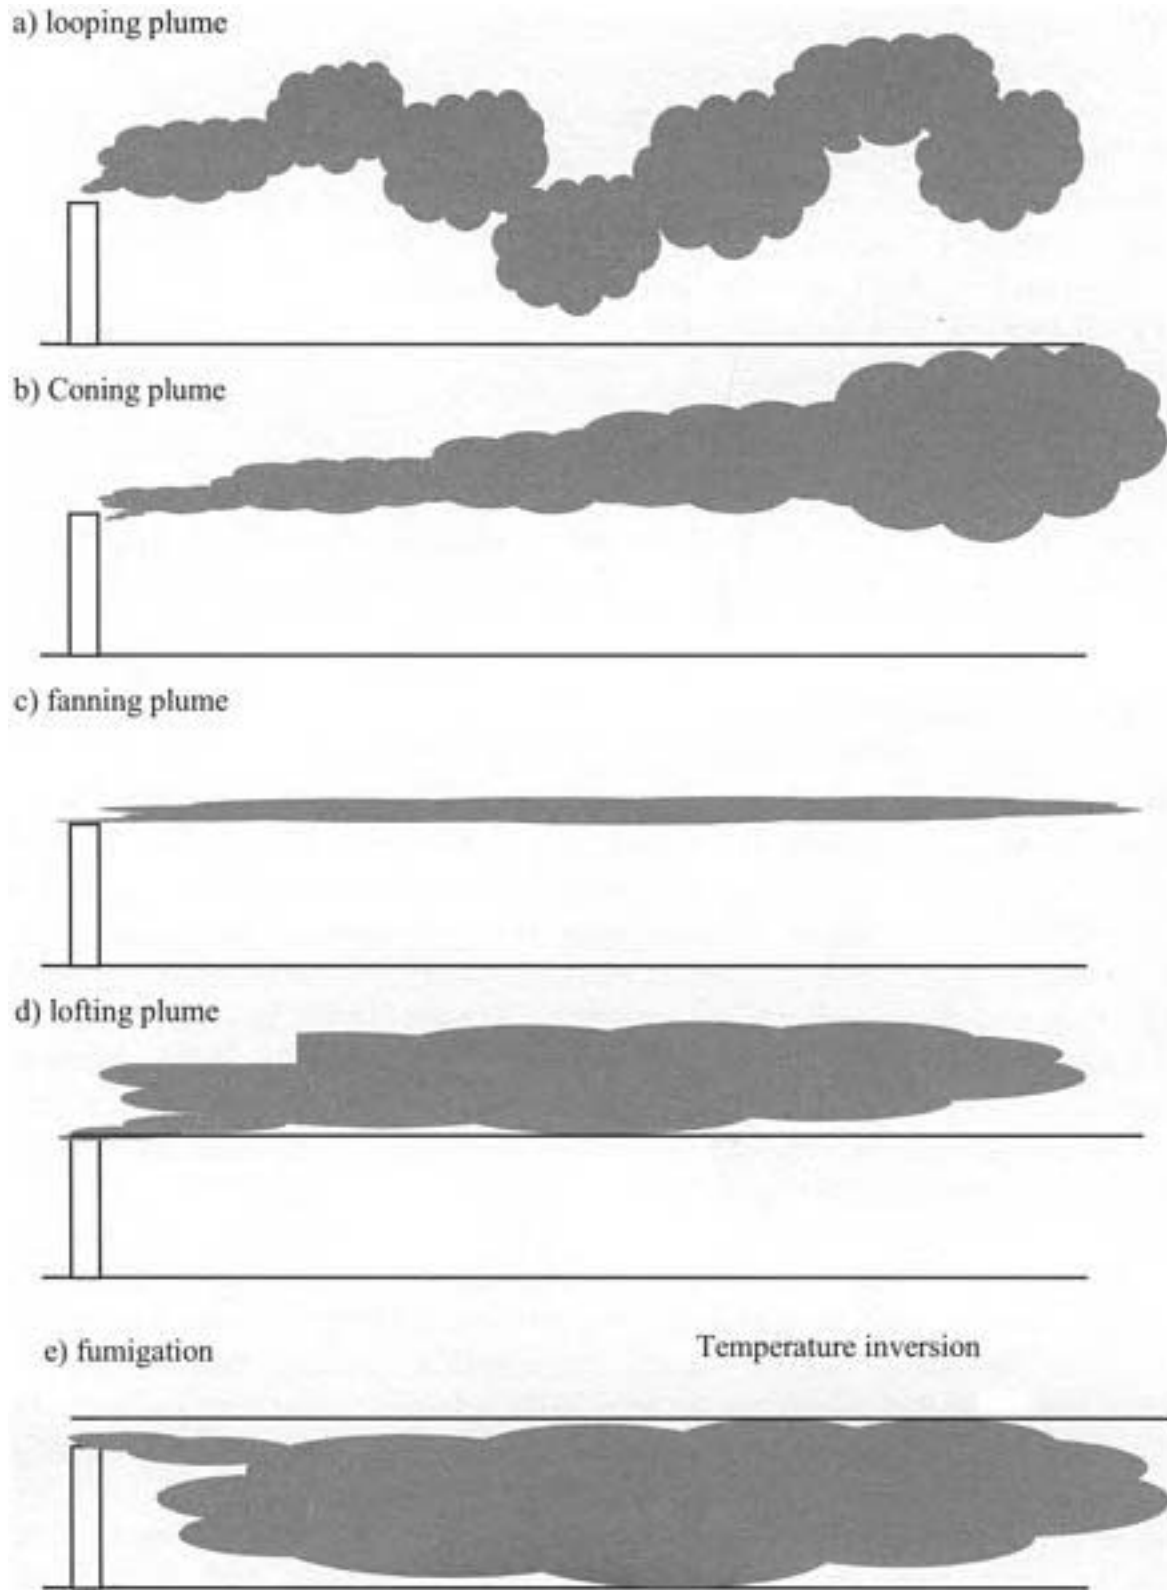 a) looping plume
b) Coning plume
c) fanning plume
d) lofting plume
e) fumigation
Temperature inversion